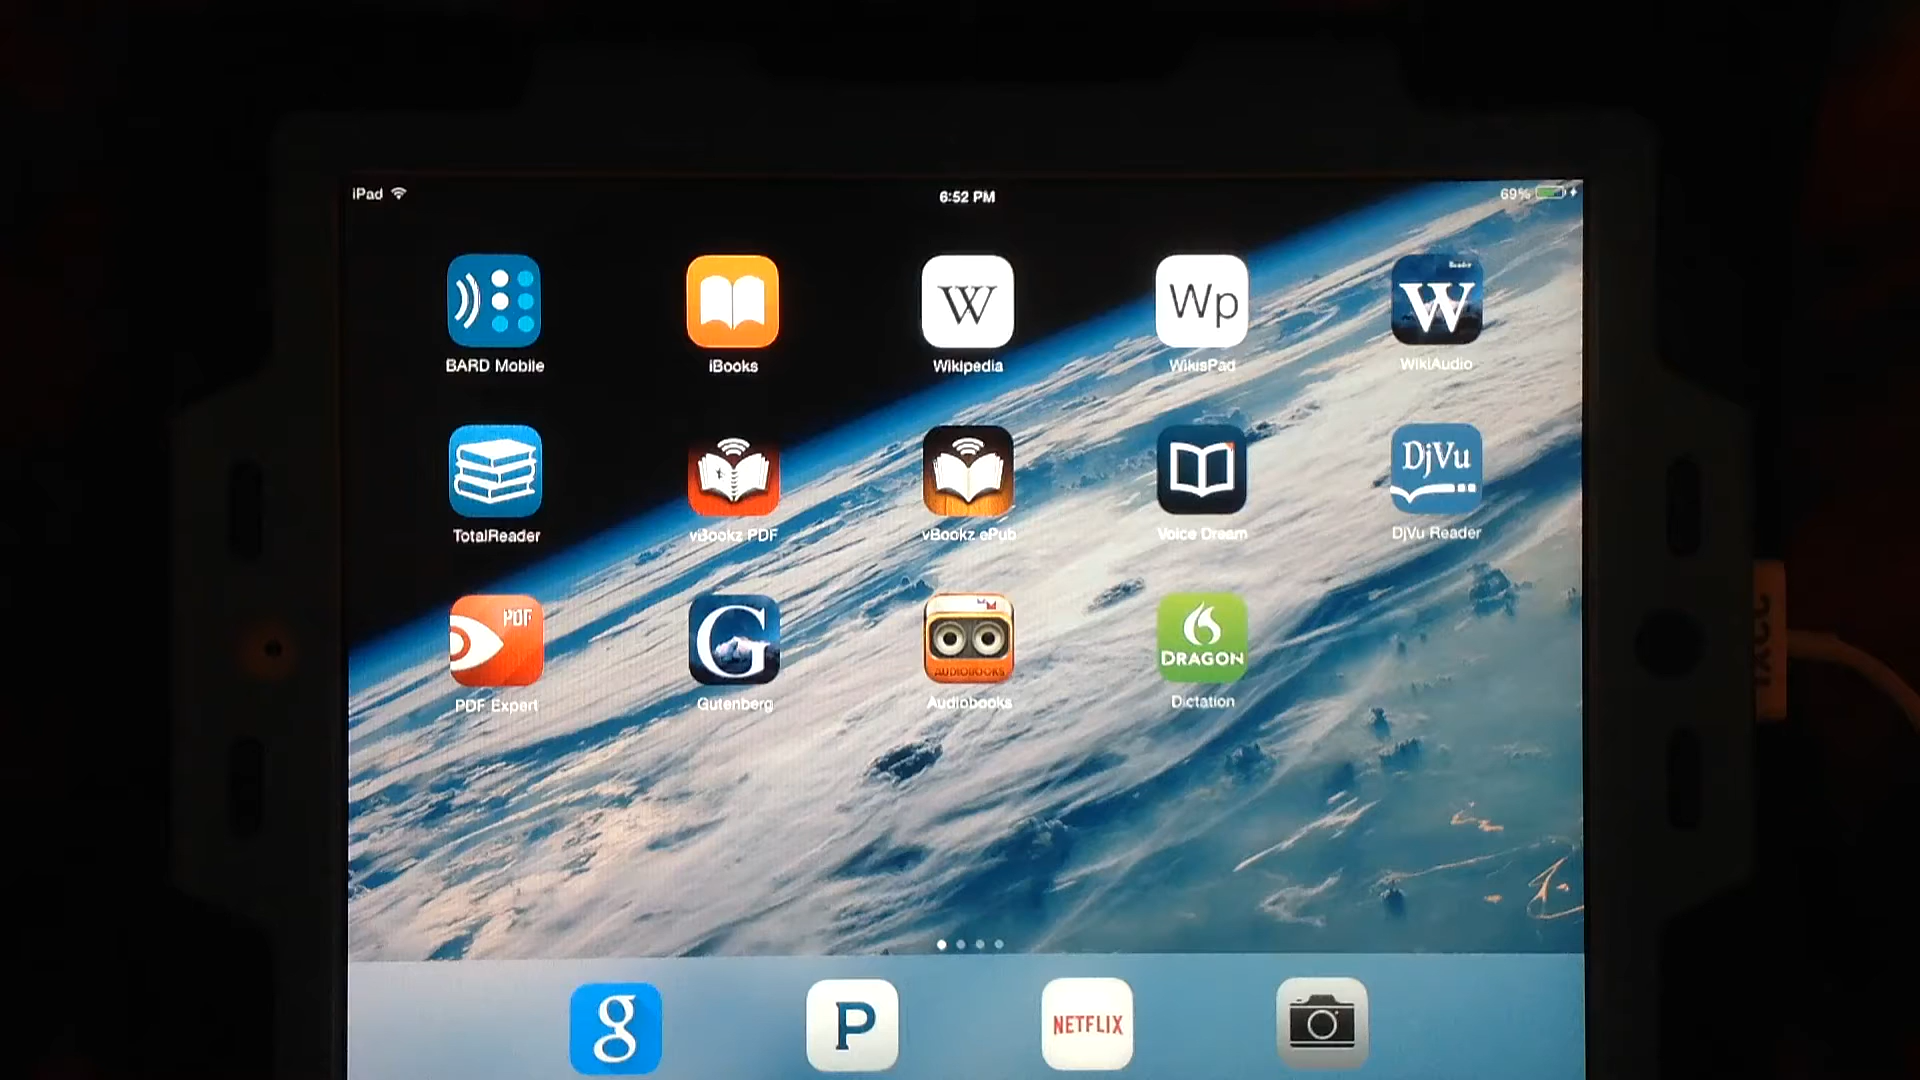 iPad
6:52 PM
69%
BARD Mobile
iBooks
W
Wikipedia
Wp
WikisPad
Reader
W
WikiAudio
TotalReader
vBookz PDF
vBookz ePub
Voice Dream
DjVu
DjVu Reader
PDF
PDF Expert
G
Gutenberg
AUDIOBOOKS
Audiobooks
DRAGON
Dictation
g
P
NETFLIX